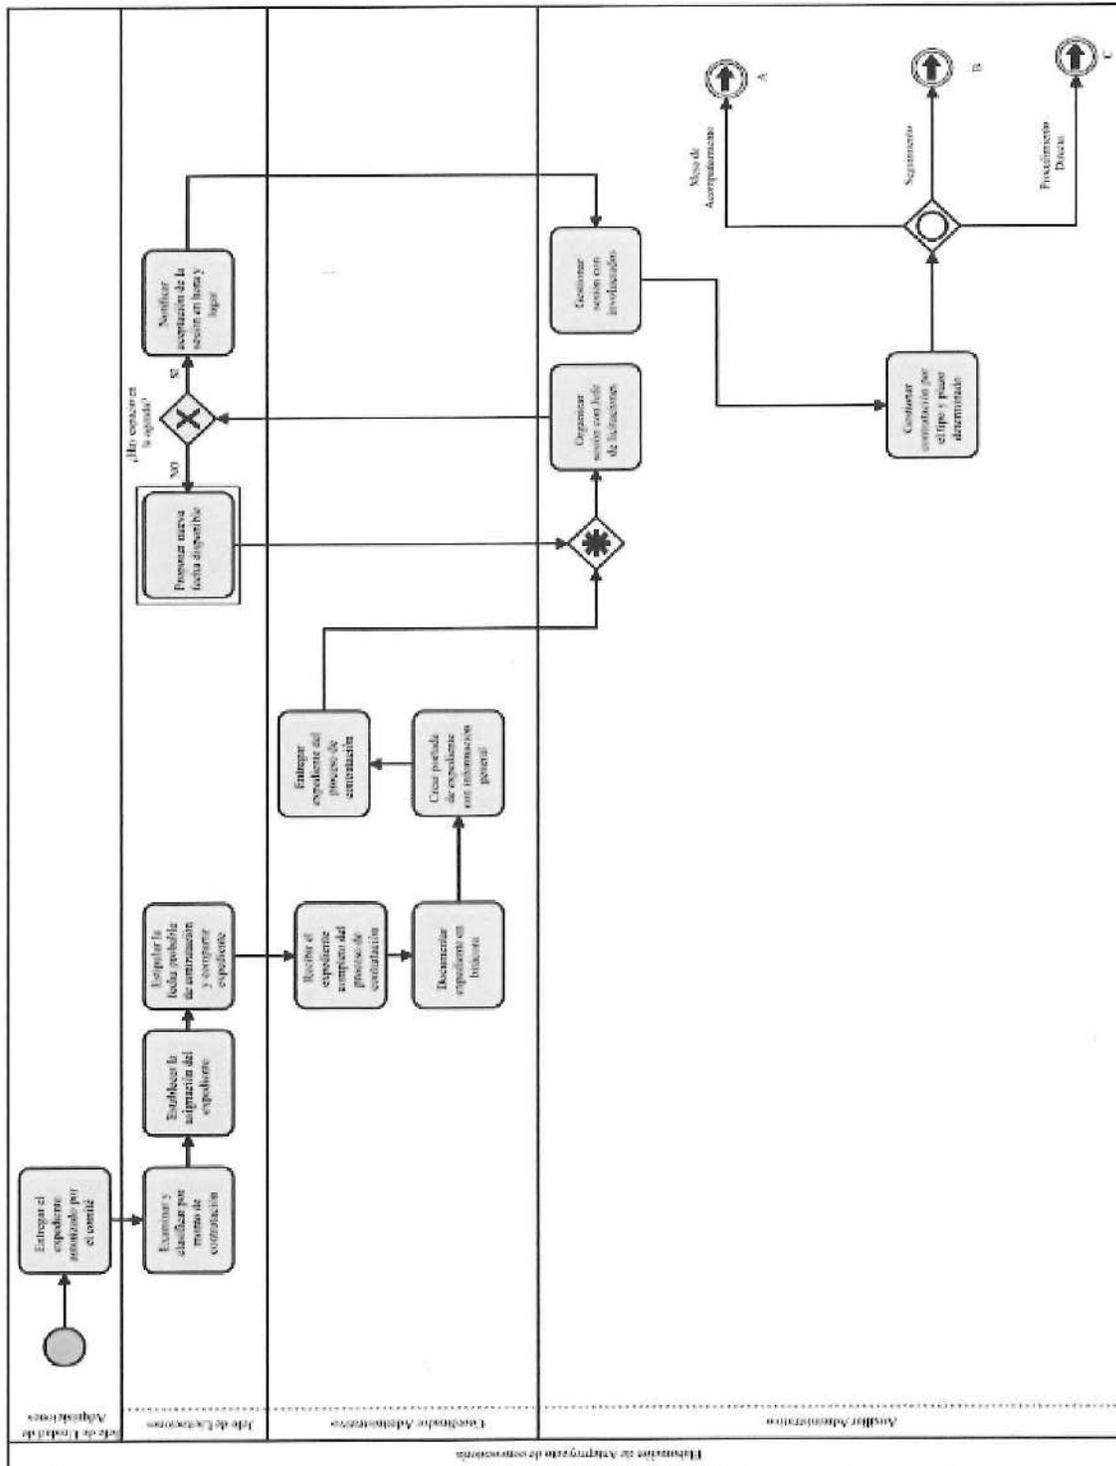 Elaboración de Anteproyecto de convocatoria
Jefe de Unidad de
Adquisiciones
Jefe de Licitaciones
Coordinador Administrativo
Auxiliar Administrativo
Entregar el
expediente
autorizado por
el comité
Examinar y
clasificar por
monto de
contratación
Establecer la
asignación del
expediente
Estipular la
fecha probable
de contratación
y compartir
expediente
Recibir el
expediente
completo del
proceso de
contratación
Documentar
expediente en
bitácora
Crear portada
de expediente
con información
general
Entregar
expediente del
proceso de
contratación
Proponer nueva
fecha disponible
NO
¿Hay espacio en
la agenda?
SI
Notificar
aceptación de la
sesión en hora y
lugar
Organizar
sesión con Jefe
de licitaciones
Gestionar
sesión con
involucrados
Gestionar
contratación por
el tipo y plazo
determinado
Mesa de
Acompañamiento
A
Seguimiento
B
Procedimiento
Directo
C